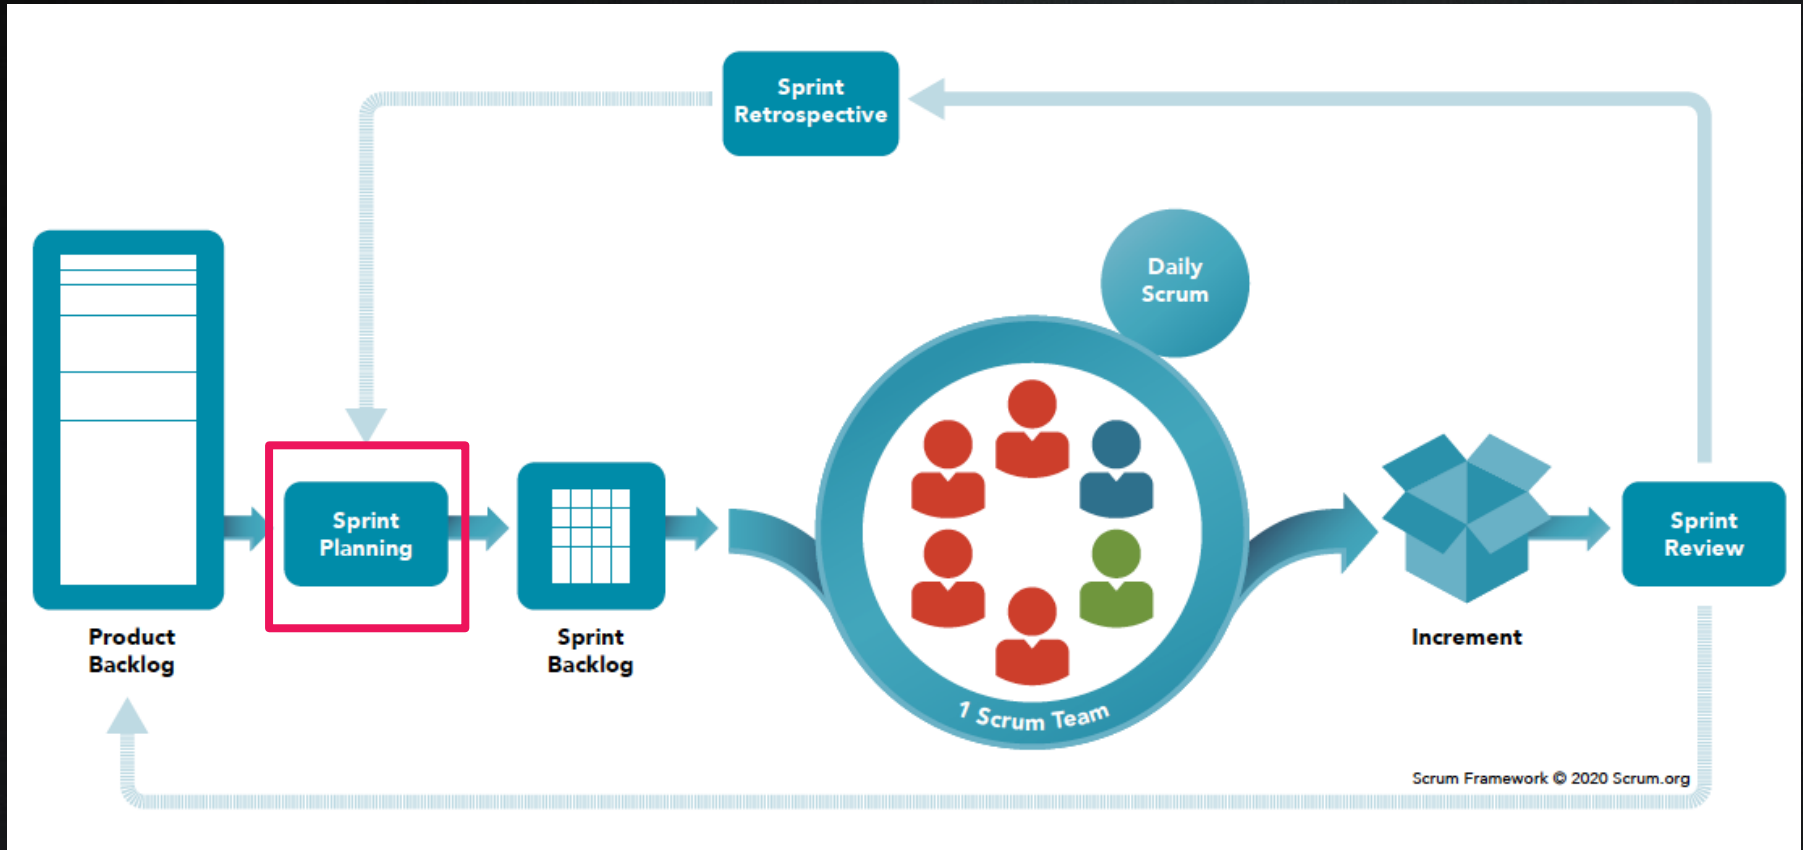 Sprint
Retrospective
Daily
Scrum
Sprint
Planning
Sprint
Review
Product
Backlog
Sprint
Backlog
Increment
1 Scrum Team
Scrum Framework © 2020 Scrum.org